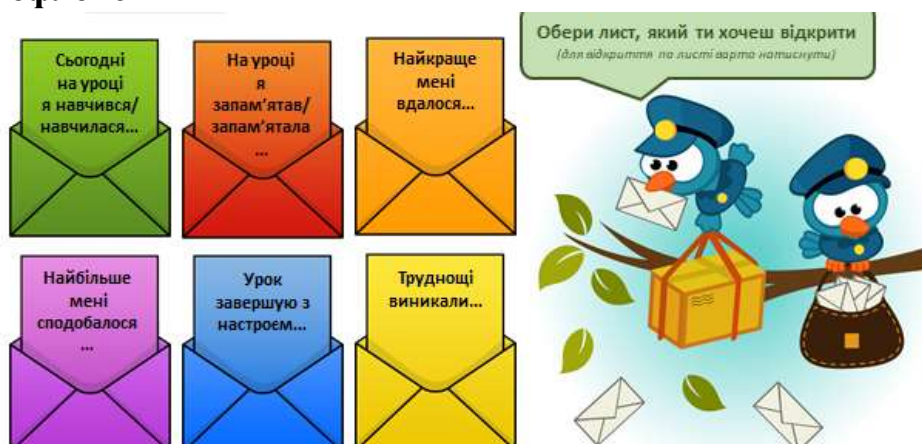 Сьогодні
на уроці
я навчився/
навчилася...
На уроці
я
запам'ятав/
запам'ятала
...
Найкраще
мені
вдалося...
Обери лист, який ти хочеш відкрити
(для відкриття по листі варто натиснути)
Найбільше
мені
сподобалося
...
Урок
завершую з
настроєм...
Труднощі
виникали...